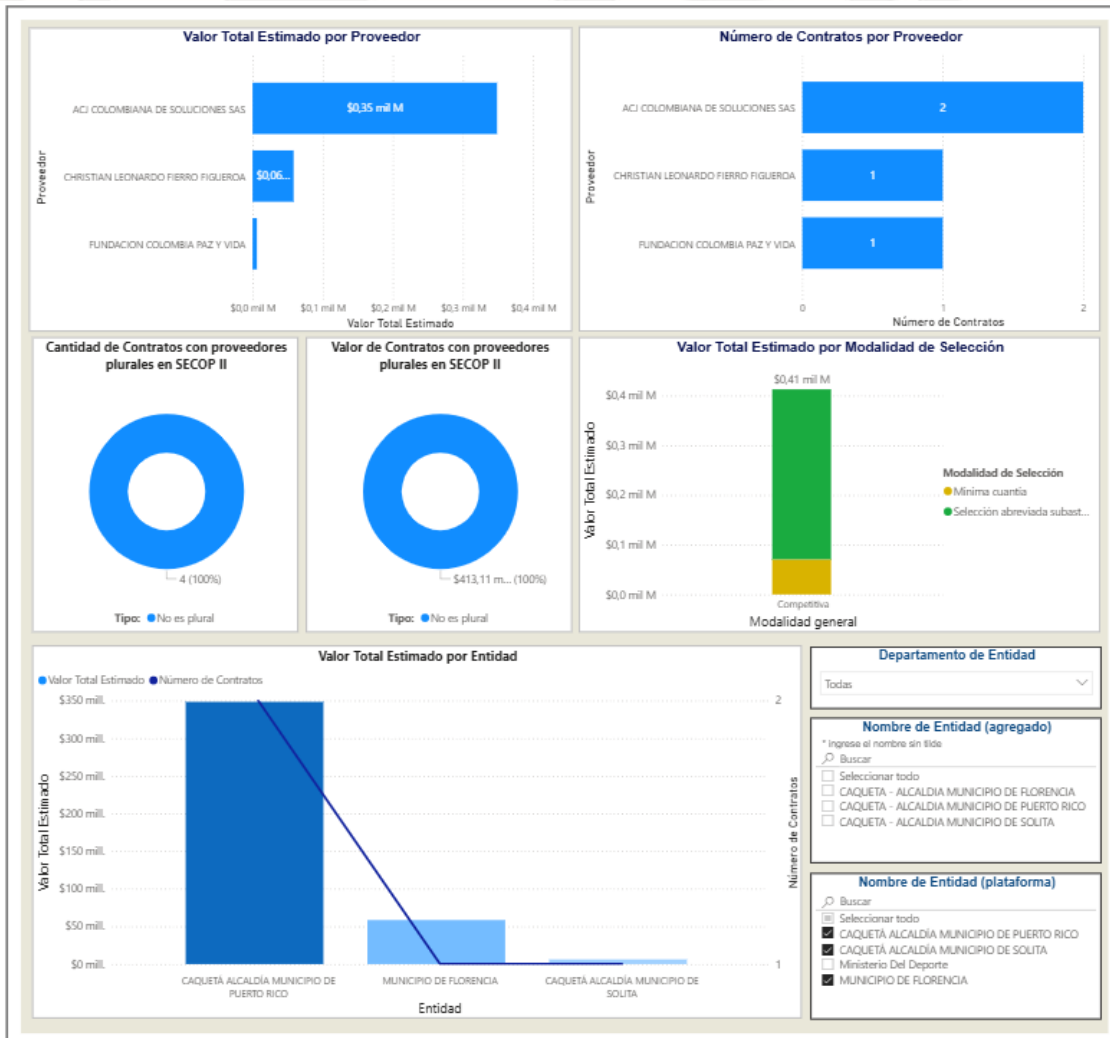 Valor Total Estimado por Proveedor
Proveedor
ACJ COLOMBIANA DE SOLUCIONES SAS
$0,35 mil M
CHRISTIAN LEONARDO FIERRO FIGUEROA
$0,06...
FUNDACION COLOMBIA PAZ Y VIDA
$0,0 mil M $0,1 mil M $0,2 mil M $0,3 mil M $0,4 mil M
Valor Total Estimado
Número de Contratos por Proveedor
Proveedor
ACJ COLOMBIANA DE SOLUCIONES SAS
2
CHRISTIAN LEONARDO FIERRO FIGUEROA
1
FUNDACION COLOMBIA PAZ Y VIDA
1
0 1 2
Número de Contratos
Cantidad de Contratos con proveedores
plurales en SECOP II
4 (100%)
Tipo: No es plural
Valor de Contratos con proveedores
plurales en SECOP II
$413,11 m... (100%)
Tipo: No es plural
Valor Total Estimado por Modalidad de Selección
Valor Total Estimado
$0,41 mil M
$0,4 mil M
$0,3 mil M
$0,2 mil M
$0,1 mil M
$0,0 mil M
Competitiva
Modalidad general
Modalidad de Selección
Mínima cuantía
Selección abreviada subast...
Valor Total Estimado por Entidad
Valor Total Estimado Número de Contratos
Valor Total Estimado
$350 mill.
$300 mill.
$250 mill.
$200 mill.
$150 mill.
$100 mill.
$50 mill.
$0 mill.
2
1
Número de Contratos
CAQUETÁ ALCALDÍA MUNICIPIO DE
PUERTO RICO
MUNICIPIO DE FLORENCIA
CAQUETÁ ALCALDÍA MUNICIPIO DE
SOLITA
Entidad
Departamento de Entidad
Todas
Nombre de Entidad (agregado)
* Ingrese el nombre sin tilde
Buscar
Seleccionar todo
CAQUETA - ALCALDIA MUNICIPIO DE FLORENCIA
CAQUETA - ALCALDIA MUNICIPIO DE PUERTO RICO
CAQUETA - ALCALDIA MUNICIPIO DE SOLITA
Nombre de Entidad (plataforma)
Buscar
Seleccionar todo
CAQUETÁ ALCALDÍA MUNICIPIO DE PUERTO RICO
CAQUETÁ ALCALDÍA MUNICIPIO DE SOLITA
Ministerio Del Deporte
MUNICIPIO DE FLORENCIA